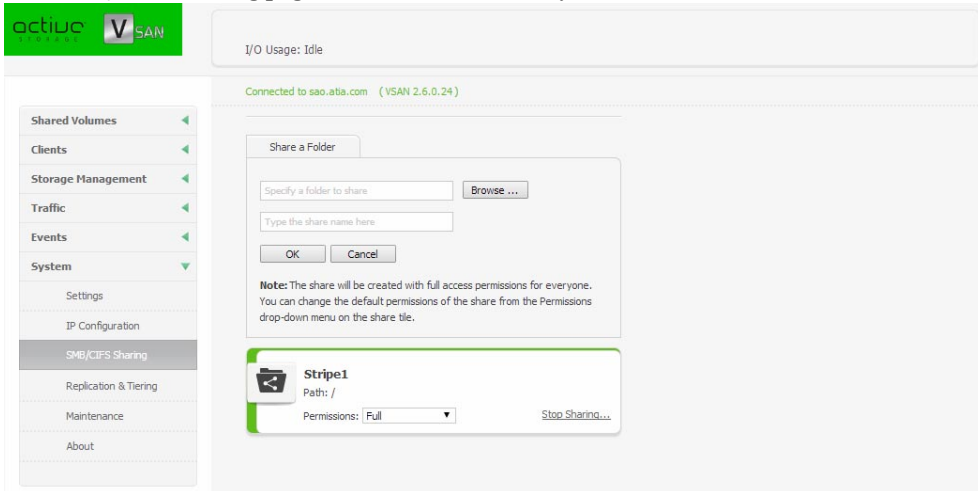 active V SAN
STORAGE
I/O Usage: Idle
Connected to sao.atia.com (VSAN 2.6.0.24)
Shared Volumes
Clients
Storage Management
Traffic
Events
System
Settings
IP Configuration
SMB/CIFS Sharing
Replication & Tiering
Maintenance
About
Share a Folder
Specify a folder to share Browse ...
Type the share name here
OK Cancel
Note: The share will be created with full access permissions for everyone.
You can change the default permissions of the share from the Permissions
drop-down menu on the share tile.
Stripe1
Path: /
Permissions: Full Stop Sharing...